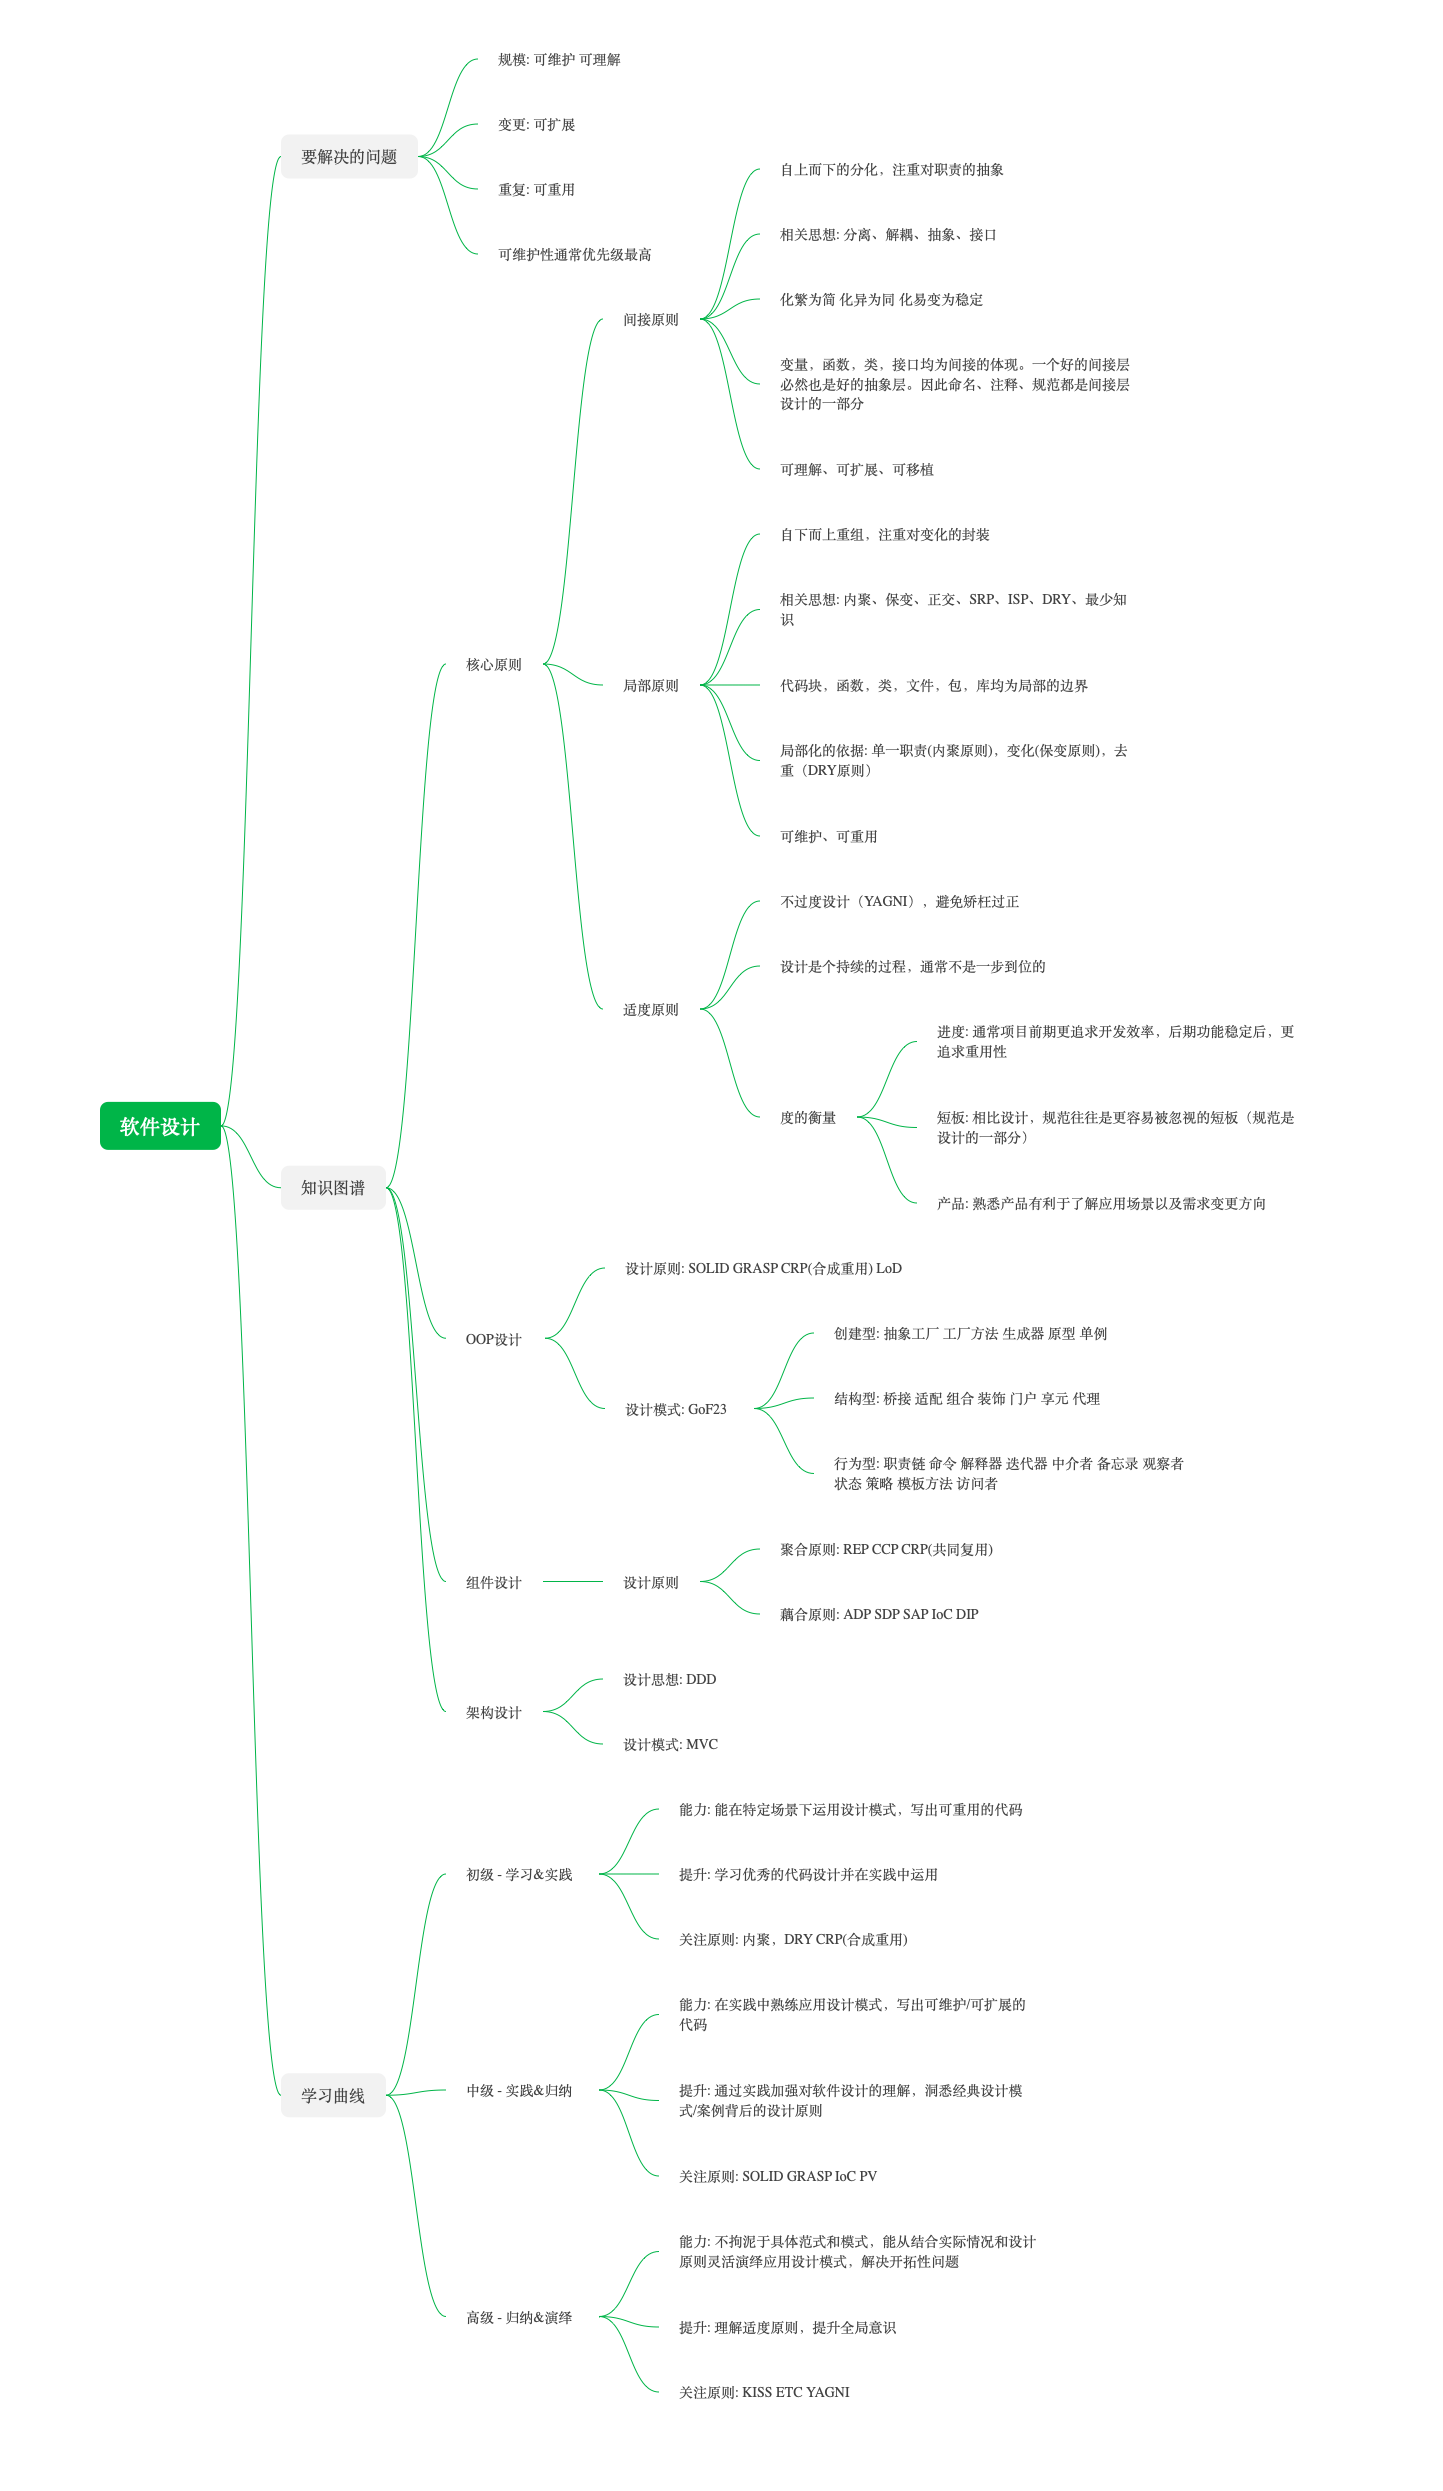 软件设计
要解决的问题
规模: 可维护 可理解
变更: 可扩展
重复: 可重用
可维护性通常优先级最高
知识图谱
核心原则
间接原则
自上而下的分化，注重对职责的抽象
相关思想: 分离、解耦、抽象、接口
化繁为简 化异为同 化易变为稳定
变量，函数，类，接口均为间接的体现。一个好的间接层
必然也是好的抽象层。因此命名、注释、规范都是间接层
设计的一部分
可理解、可扩展、可移植
局部原则
自下而上重组，注重对变化的封装
相关思想: 内聚、保变、正交、SRP、ISP、DRY、最少知
识
代码块，函数，类，文件，包，库均为局部的边界
局部化的依据: 单一职责(内聚原则)，变化(保变原则)，去
重（DRY原则）
可维护、可重用
适度原则
不过度设计（YAGNI），避免矫枉过正
设计是个持续的过程，通常不是一步到位的
度的衡量
进度: 通常项目前期更追求开发效率，后期功能稳定后，更
追求重用性
短板: 相比设计，规范往往是更容易被忽视的短板（规范是
设计的一部分）
产品: 熟悉产品有利于了解应用场景以及需求变更方向
OOP设计
设计原则: SOLID GRASP CRP(合成重用) LoD
设计模式: GoF23
创建型: 抽象工厂 工厂方法 生成器 原型 单例
结构型: 桥接 适配 组合 装饰 门户 享元 代理
行为型: 职责链 命令 解释器 迭代器 中介者 备忘录 观察者
状态 策略 模板方法 访问者
组件设计
设计原则
聚合原则: REP CCP CRP(共同复用)
藕合原则: ADP SDP SAP IoC DIP
架构设计
设计思想: DDD
设计模式: MVC
学习曲线
初级 - 学习&实践
能力: 能在特定场景下运用设计模式，写出可重用的代码
提升: 学习优秀的代码设计并在实践中运用
关注原则: 内聚，DRY CRP(合成重用)
中级 - 实践&归纳
能力: 在实践中熟练应用设计模式，写出可维护/可扩展的
代码
提升: 通过实践加强对软件设计的理解，洞悉经典设计模
式/案例背后的设计原则
关注原则: SOLID GRASP IoC PV
高级 - 归纳&演绎
能力: 不拘泥于具体范式和模式，能从结合实际情况和设计
原则灵活演绎应用设计模式，解决开拓性问题
提升: 理解适度原则，提升全局意识
关注原则: KISS ETC YAGNI